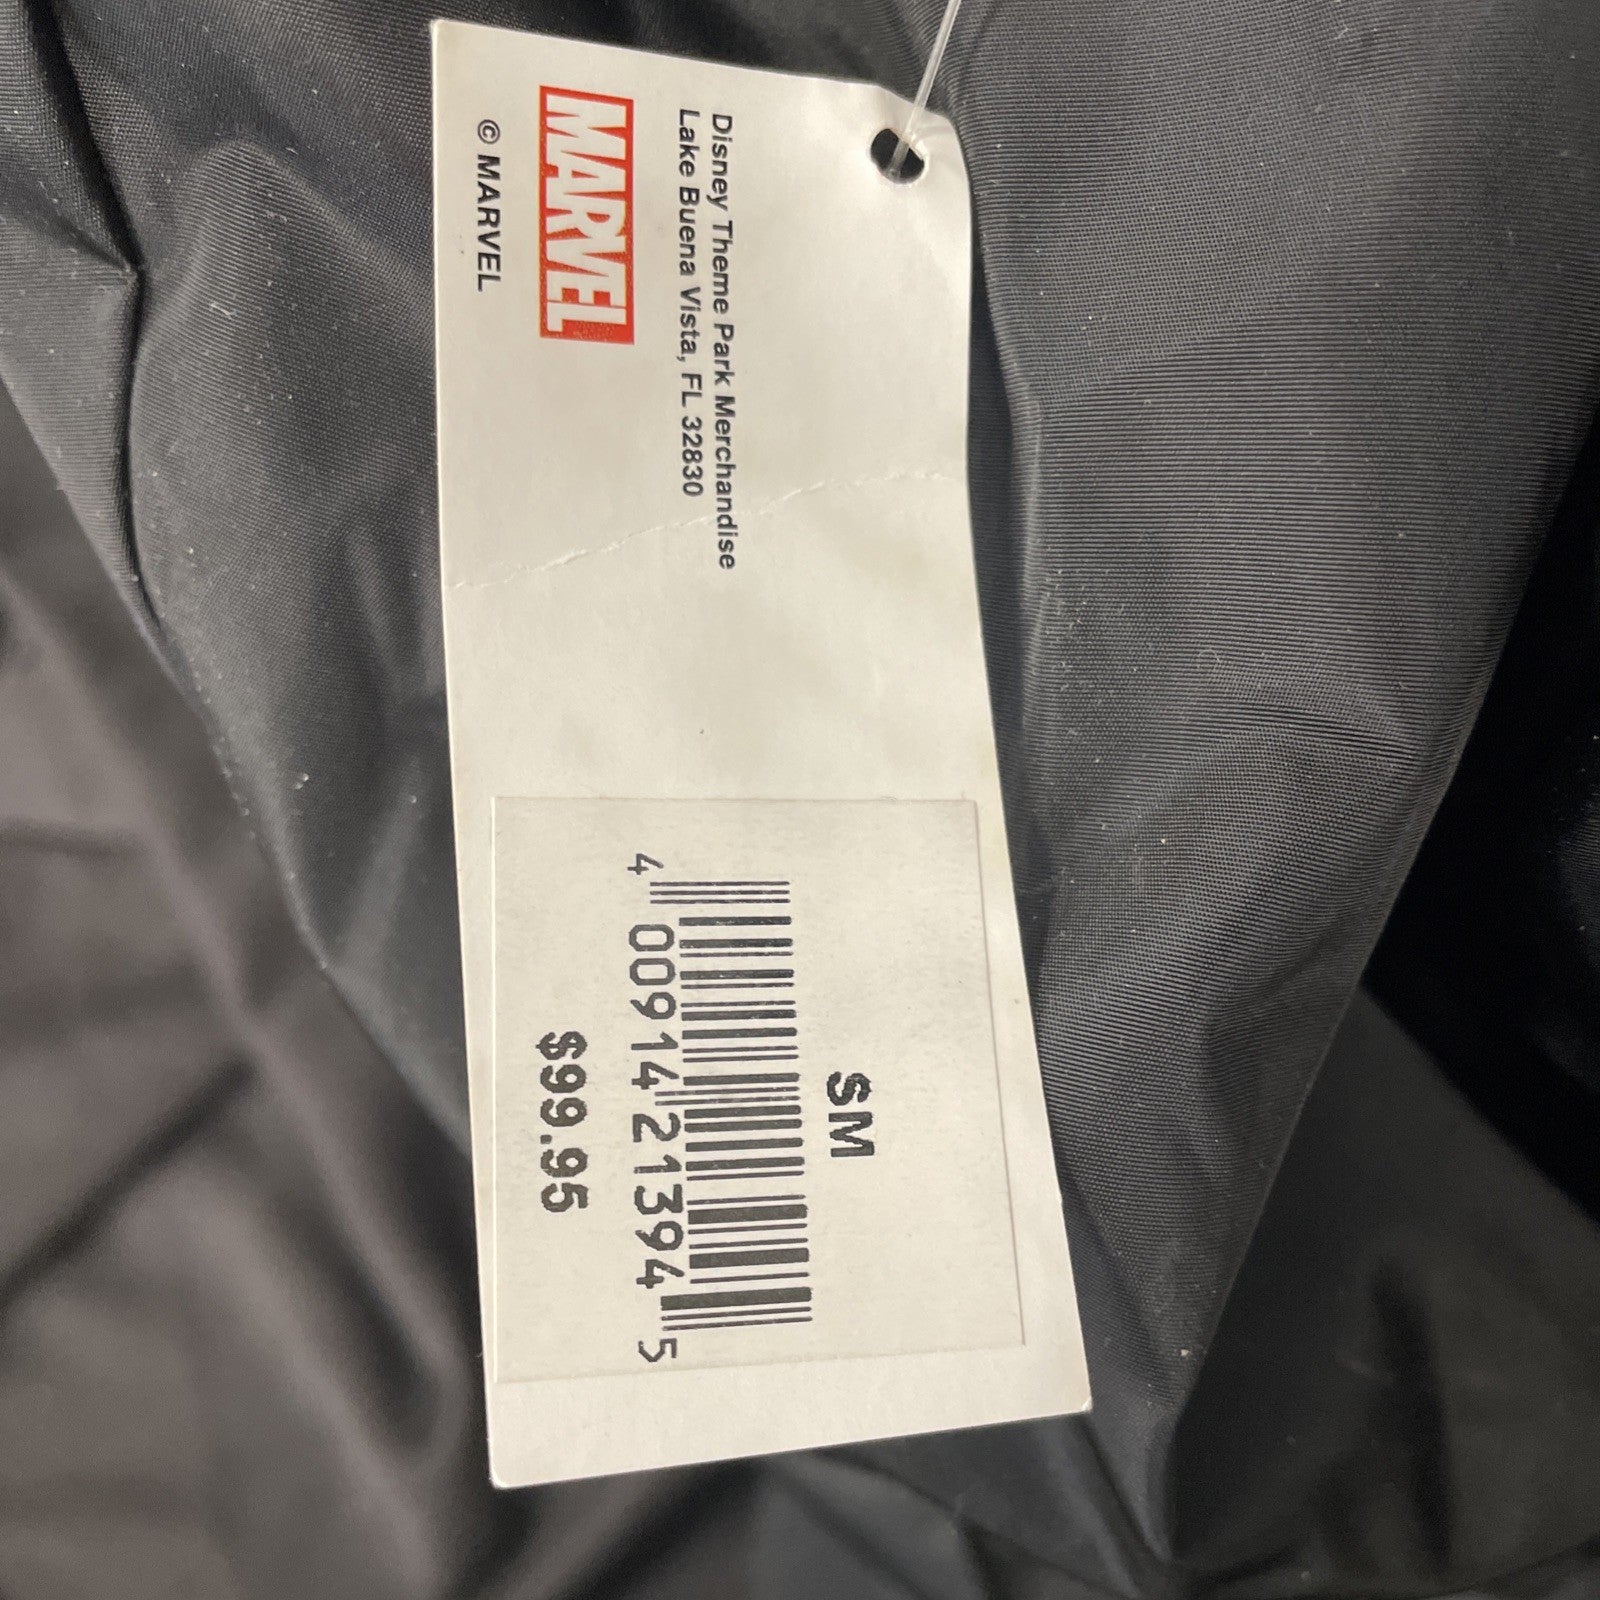 Disney Theme Park Merchandise
Lake Buena Vista, FL 32830
MARVEL
© MARVEL
SM
4 00914 21394 5
$99.95